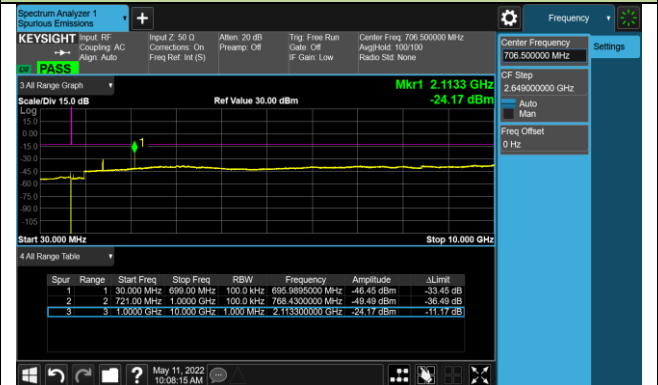 Spectrum Analyzer 1
Spurious Emissions
Frequency
KEYSIGHT
Input: RF
Coupling: AC
Align: Auto
Input Z: 50 Ω
Corrections: On
Freq Ref: Int (S)
Atten: 20 dB
Preamp: Off
Trig: Free Run
Gate: Off
IF Gain: Low
Center Freq: 706.500000 MHz
Avg|Hold: 100/100
Radio Std: None
PASS
Center Frequency
706.500000 MHz
Settings
CF Step
2.649000000 GHz
Auto
Man
Freq Offset
0 Hz
3 All Range Graph
Mkr1 2.1133 GHz
Scale/Div 15.0 dB
Ref Value 30.00 dBm
-24.17 dBm
Log
15.0
0.00
-15.0
-30.0
-45.0
-60.0
-75.0
-90.0
-105
1
Start 30.000 MHz
Stop 10.000 GHz
4 All Range Table
Spur Range Start Freq Stop Freq RBW Frequency Amplitude ΔLimit
1 1 30.000 MHz 699.00 MHz 100.0 kHz 695.9895000 MHz -46.45 dBm -33.45 dB
2 2 721.00 MHz 1.0000 GHz 100.0 kHz 768.4300000 MHz -49.49 dBm -36.49 dB
3 3 1.0000 GHz 10.000 GHz 1.000 MHz 2.113300000 GHz -24.17 dBm -11.17 dB
May 11, 2022
10:08:15 AM